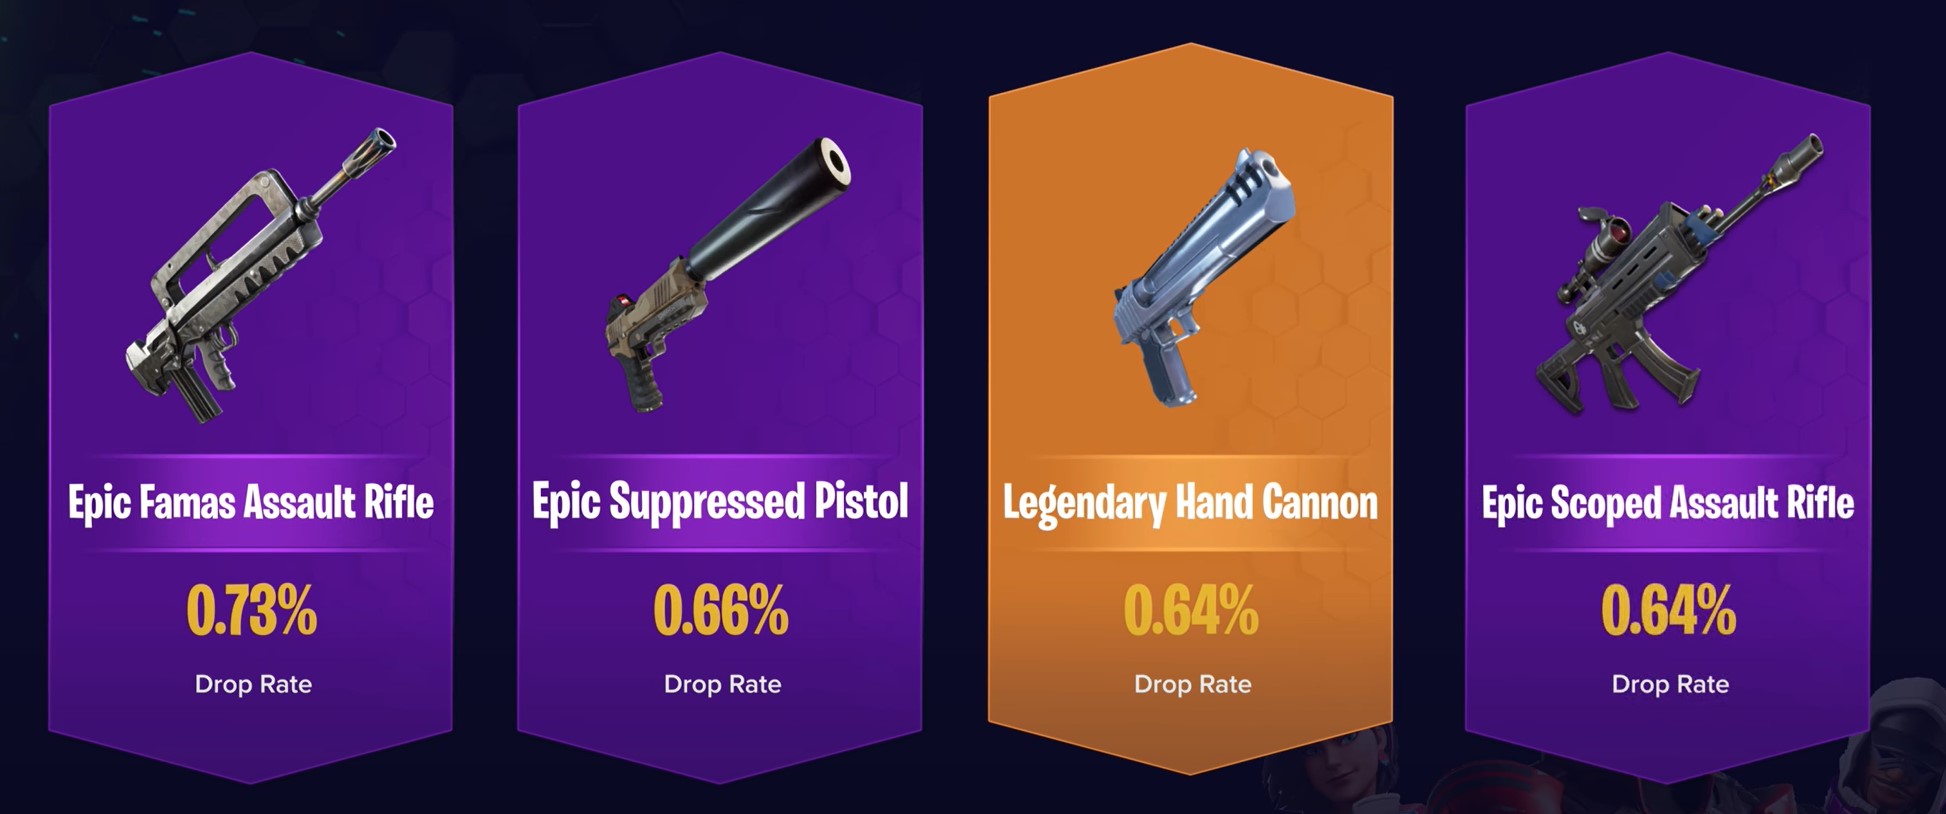 Epic Famas Assault Rifle
0.73%
Drop Rate
Epic Suppressed Pistol
0.66%
Drop Rate
Legendary Hand Cannon
0.64%
Drop Rate
Epic Scoped Assault Rifle
0.64%
Drop Rate